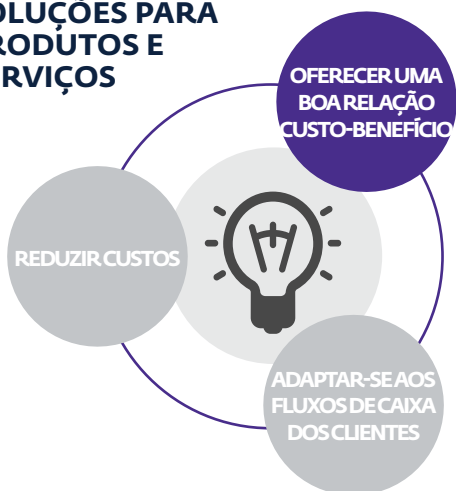 OLUÇÕES PARA
RODUTOS E
RVIÇOS
OFERECER UMA
BOA RELAÇÃO
CUSTO-BENEFÍCIO
REDUZIR CUSTOS
ADAPTAR-SE AOS
FLUXOS DE CAIXA
DOS CLIENTES